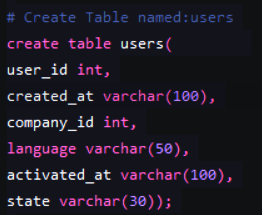 # Create Table named:users
create table users(
user_id int,
created_at varchar(100),
company_id int,
language varchar(50),
activated_at varchar(100),
state varchar(30));